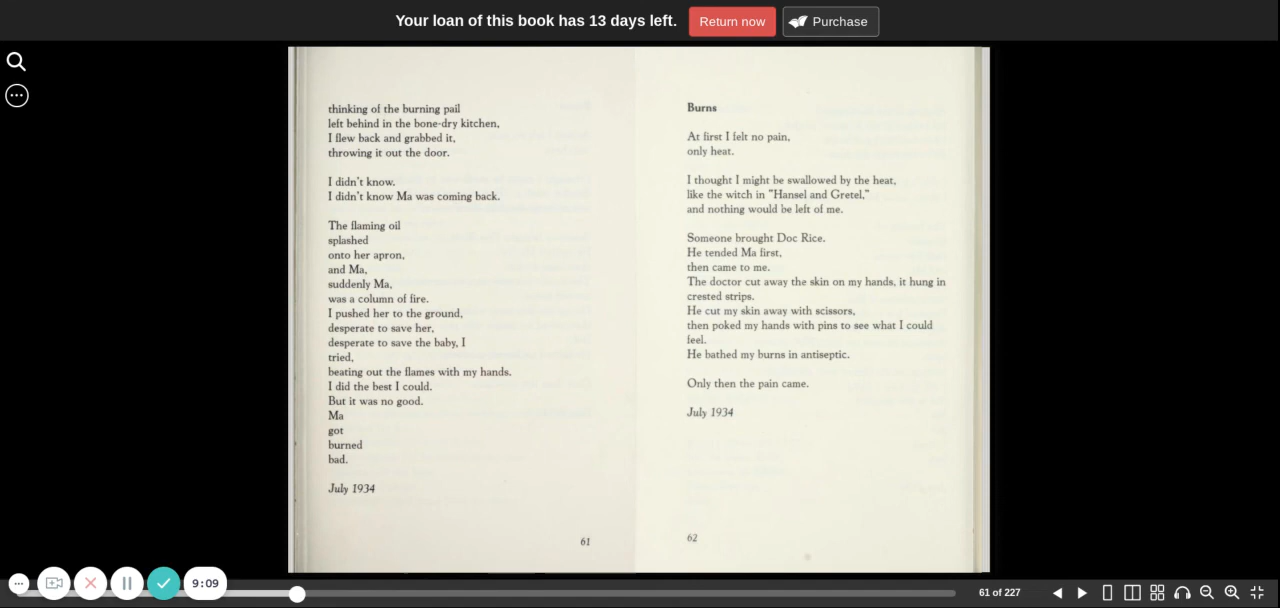 Your loan of this book has 13 days left.
Return now
Purchase
thinking of the burning pail
left behind in the bone-dry kitchen,
I flew back and grabbed it,
throwing it out the door.
I didn't know.
I didn't know Ma was coming back.
The flaming oil
splashed
onto her apron,
and Ma,
suddenly Ma,
was a column of fire.
I pushed her to the ground,
desperate to save her,
desperate to save the baby, I
tried,
beating out the flames with my hands.
I did the best I could.
But it was no good.
Ma
got
burned
bad.
July 1934
61
Burns
At first I felt no pain,
only heat.
I thought I might be swallowed by the heat,
like the witch in "Hansel and Gretel,"
and nothing would be left of me.
Someone brought Doc Rice.
He tended Ma first,
then came to me.
The doctor cut away the skin on my hands, it hung in
crested strips.
He cut my skin away with scissors,
then poked my hands with pins to see what I could
feel.
He bathed my burns in antiseptic.
Only then the pain came.
July 1934
62
9:09
61 of 227